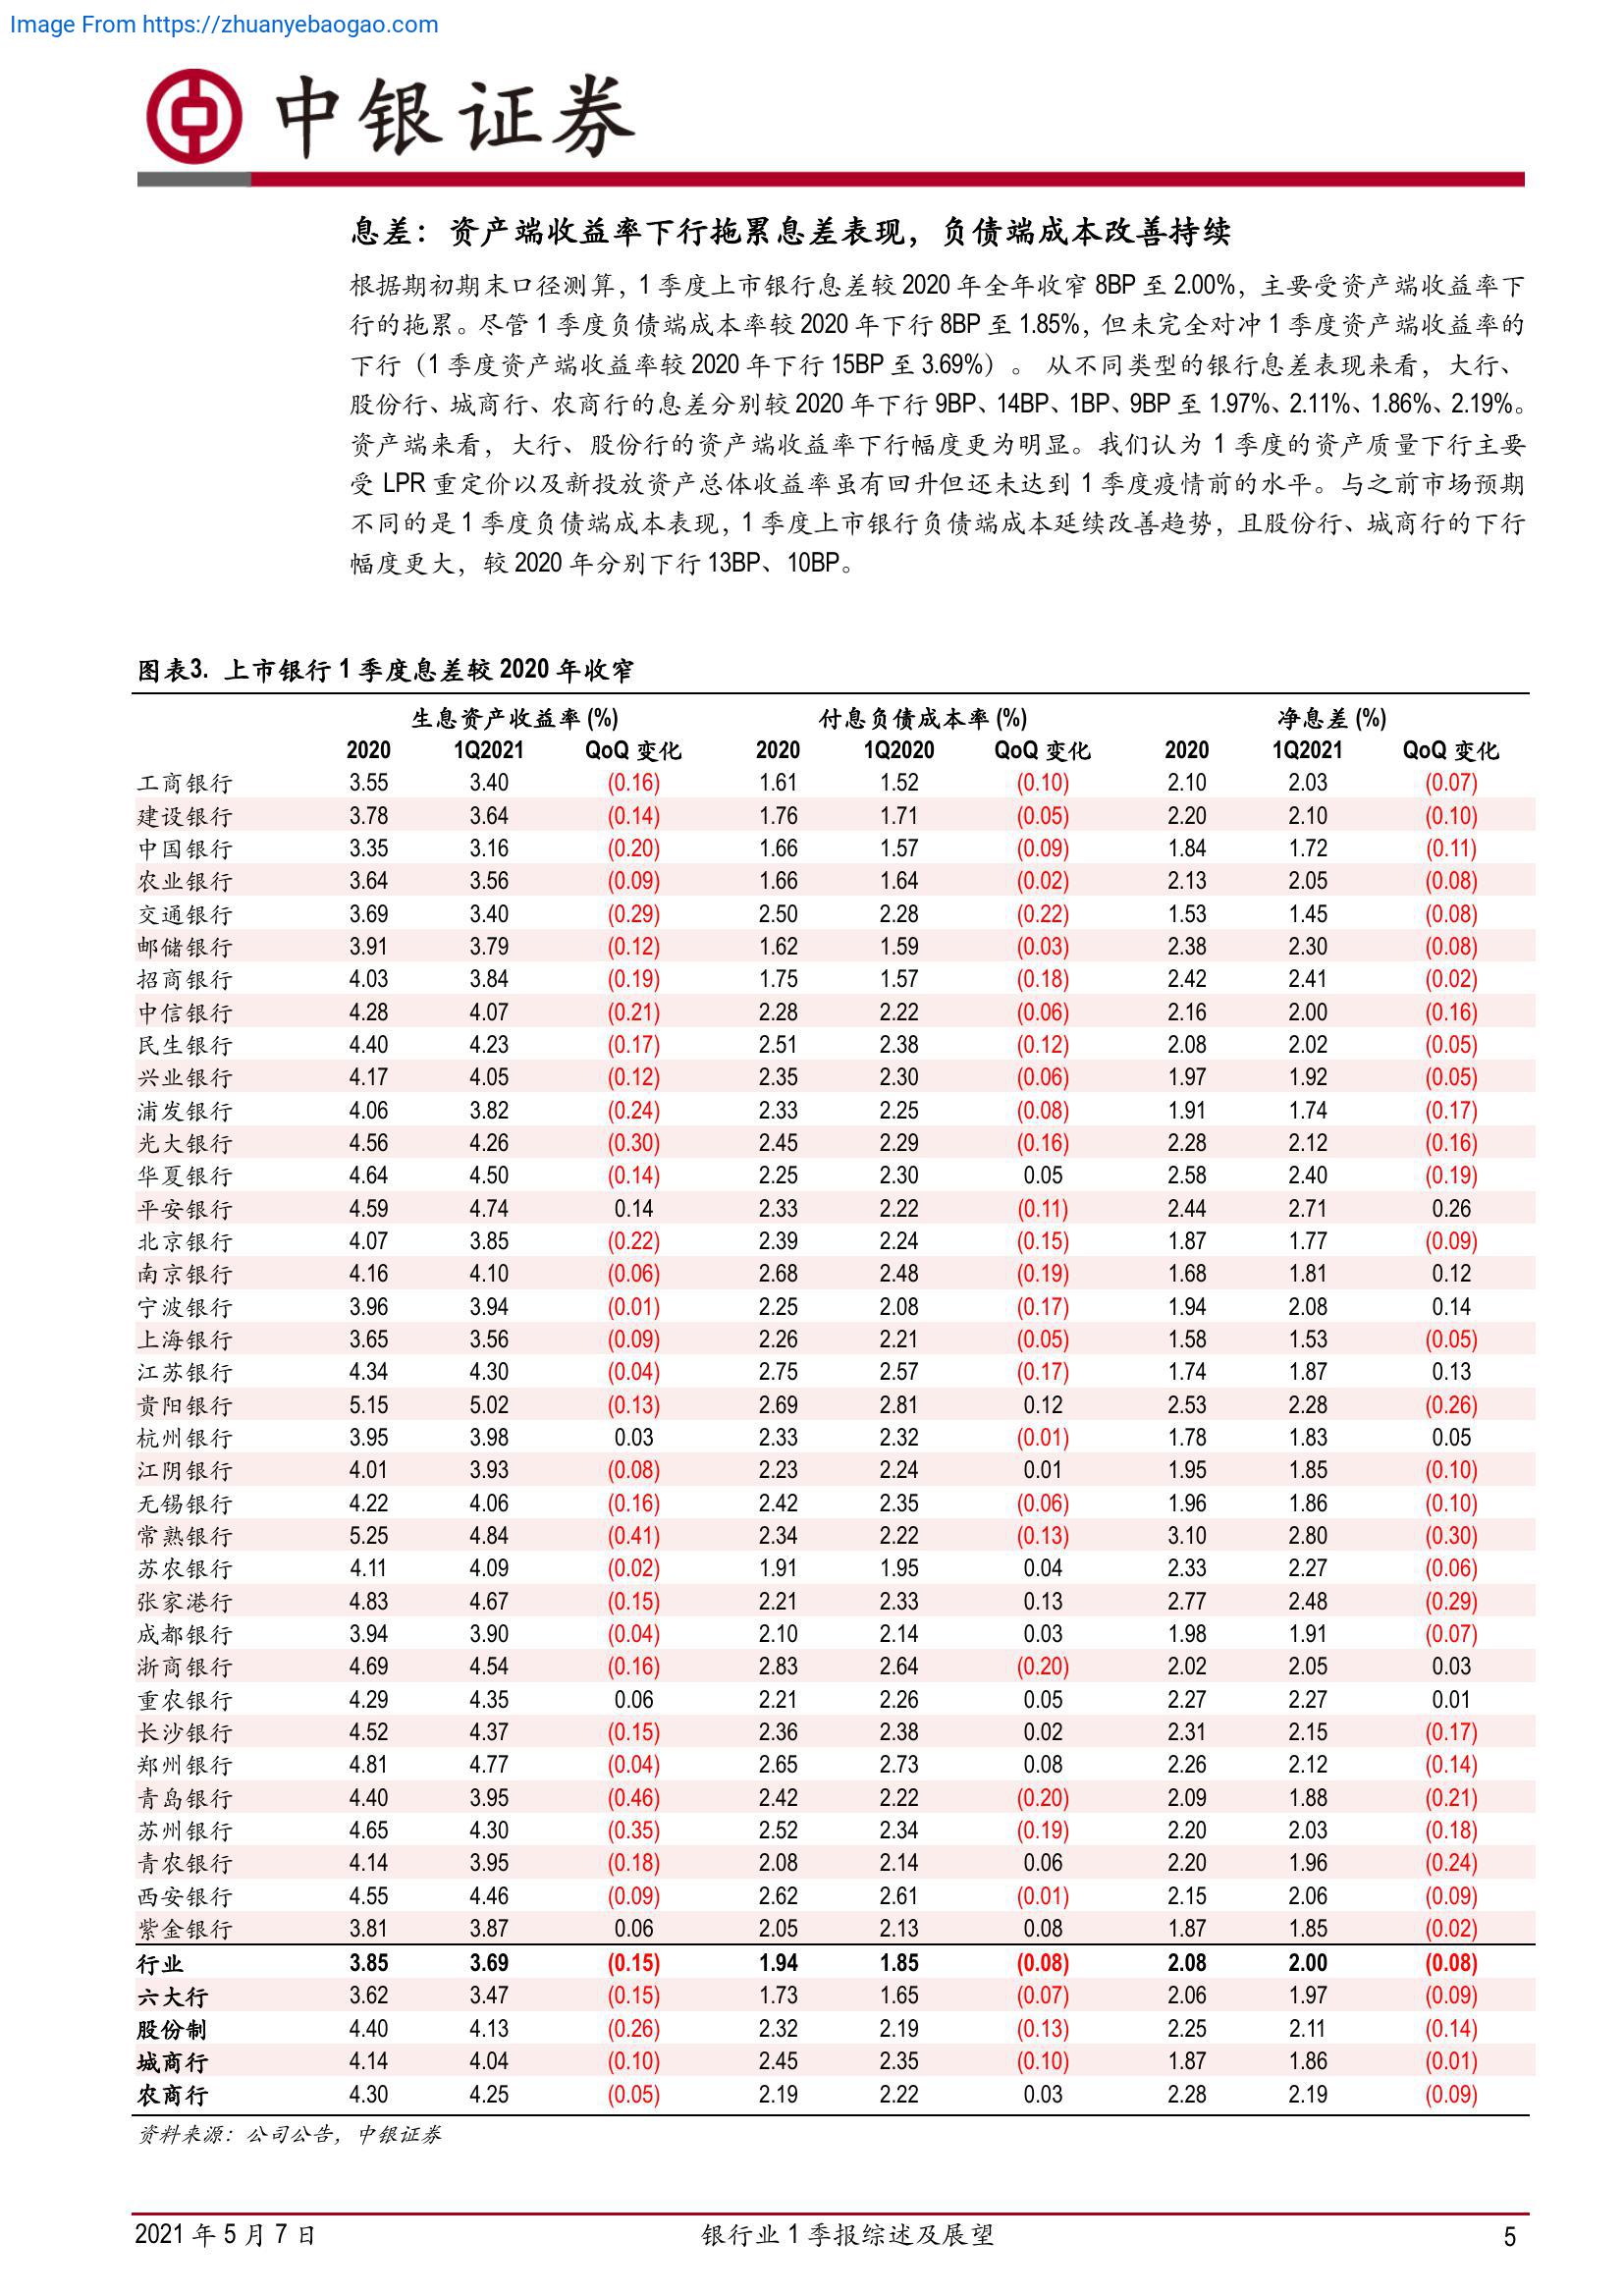 Image From https://zhuanyebaogao.com
中银证券
息差：资产端收益率下行拖累息差表现，负债端成本改善持续
根据期初期末口径测算，1 季度上市银行息差较 2020 年全年收窄 8BP 至 2.00%，主要受资产端收益率下
行的拖累。尽管 1 季度负债端成本率较 2020 年下行 8BP 至 1.85%，但未完全对冲 1 季度资产端收益率的
下行（1 季度资产端收益率较 2020 年下行 15BP 至 3.69%）。 从不同类型的银行息差表现来看，大行、
股份行、城商行、农商行的息差分别较 2020 年下行 9BP、14BP、1BP、9BP 至 1.97%、2.11%、1.86%、2.19%。
资产端来看，大行、股份行的资产端收益率下行幅度更为明显。我们认为 1 季度的资产质量下行主要
受 LPR 重定价以及新投放资产总体收益率虽有回升但还未达到 1 季度疫情前的水平。与之前市场预期
不同的是 1 季度负债端成本表现，1 季度上市银行负债端成本延续改善趋势，且股份行、城商行的下行
幅度更大，较 2020 年分别下行 13BP、10BP。
图表3. 上市银行 1 季度息差较 2020 年收窄
生息资产收益率 (%) 付息负债成本率 (%) 净息差 (%)
2020 1Q2021 QoQ 变化 2020 1Q2020 QoQ 变化 2020 1Q2021 QoQ 变化
工商银行 3.55 3.40 (0.16) 1.61 1.52 (0.10) 2.10 2.03 (0.07)
建设银行 3.78 3.64 (0.14) 1.76 1.71 (0.05) 2.20 2.10 (0.10)
中国银行 3.35 3.16 (0.20) 1.66 1.57 (0.09) 1.84 1.72 (0.11)
农业银行 3.64 3.56 (0.09) 1.66 1.64 (0.02) 2.13 2.05 (0.08)
交通银行 3.69 3.40 (0.29) 2.50 2.28 (0.22) 1.53 1.45 (0.08)
邮储银行 3.91 3.79 (0.12) 1.62 1.59 (0.03) 2.38 2.30 (0.08)
招商银行 4.03 3.84 (0.19) 1.75 1.57 (0.18) 2.42 2.41 (0.02)
中信银行 4.28 4.07 (0.21) 2.28 2.22 (0.06) 2.16 2.00 (0.16)
民生银行 4.40 4.23 (0.17) 2.51 2.38 (0.12) 2.08 2.02 (0.05)
兴业银行 4.17 4.05 (0.12) 2.35 2.30 (0.06) 1.97 1.92 (0.05)
浦发银行 4.06 3.82 (0.24) 2.33 2.25 (0.08) 1.91 1.74 (0.17)
光大银行 4.56 4.26 (0.30) 2.45 2.29 (0.16) 2.28 2.12 (0.16)
华夏银行 4.64 4.50 (0.14) 2.25 2.30 0.05 2.58 2.40 (0.19)
平安银行 4.59 4.74 0.14 2.33 2.22 (0.11) 2.44 2.71 0.26
北京银行 4.07 3.85 (0.22) 2.39 2.24 (0.15) 1.87 1.77 (0.09)
南京银行 4.16 4.10 (0.06) 2.68 2.48 (0.19) 1.68 1.81 0.12
宁波银行 3.96 3.94 (0.01) 2.25 2.08 (0.17) 1.94 2.08 0.14
上海银行 3.65 3.56 (0.09) 2.26 2.21 (0.05) 1.58 1.53 (0.05)
江苏银行 4.34 4.30 (0.04) 2.75 2.57 (0.17) 1.74 1.87 0.13
贵阳银行 5.15 5.02 (0.13) 2.69 2.81 0.12 2.53 2.28 (0.26)
杭州银行 3.95 3.98 0.03 2.33 2.32 (0.01) 1.78 1.83 0.05
江阴银行 4.01 3.93 (0.08) 2.23 2.24 0.01 1.95 1.85 (0.10)
无锡银行 4.22 4.06 (0.16) 2.42 2.35 (0.06) 1.96 1.86 (0.10)
常熟银行 5.25 4.84 (0.41) 2.34 2.22 (0.13) 3.10 2.80 (0.30)
苏农银行 4.11 4.09 (0.02) 1.91 1.95 0.04 2.33 2.27 (0.06)
张家港行 4.83 4.67 (0.15) 2.21 2.33 0.13 2.77 2.48 (0.29)
成都银行 3.94 3.90 (0.04) 2.10 2.14 0.03 1.98 1.91 (0.07)
浙商银行 4.69 4.54 (0.16) 2.83 2.64 (0.20) 2.02 2.05 0.03
重农银行 4.29 4.35 0.06 2.21 2.26 0.05 2.27 2.27 0.01
长沙银行 4.52 4.37 (0.15) 2.36 2.38 0.02 2.31 2.15 (0.17)
郑州银行 4.81 4.77 (0.04) 2.65 2.73 0.08 2.26 2.12 (0.14)
青岛银行 4.40 3.95 (0.46) 2.42 2.22 (0.20) 2.09 1.88 (0.21)
苏州银行 4.65 4.30 (0.35) 2.52 2.34 (0.19) 2.20 2.03 (0.18)
青农银行 4.14 3.95 (0.18) 2.08 2.14 0.06 2.20 1.96 (0.24)
西安银行 4.55 4.46 (0.09) 2.62 2.61 (0.01) 2.15 2.06 (0.09)
紫金银行 3.81 3.87 0.06 2.05 2.13 0.08 1.87 1.85 (0.02)
行业 3.85 3.69 (0.15) 1.94 1.85 (0.08) 2.08 2.00 (0.08)
六大行 3.62 3.47 (0.15) 1.73 1.65 (0.07) 2.06 1.97 (0.09)
股份制 4.40 4.13 (0.26) 2.32 2.19 (0.13) 2.25 2.11 (0.14)
城商行 4.14 4.04 (0.10) 2.45 2.35 (0.10) 1.87 1.86 (0.01)
农商行 4.30 4.25 (0.05) 2.19 2.22 0.03 2.28 2.19 (0.09)
资料来源：公司公告，中银证券
2021 年 5 月 7 日 银行业 1 季报综述及展望 5